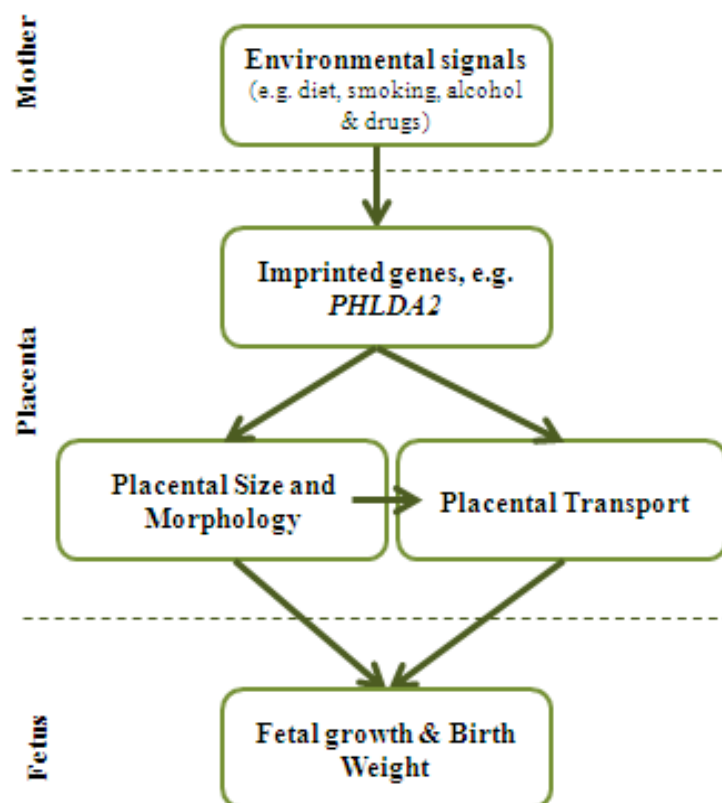 Mother
Environmental signals
(e.g. diet, smoking, alcohol
& drugs)
Placenta
Imprinted genes, e.g.
PHLDA2
Placental Size and
Morphology
Placental Transport
Fetus
Fetal growth & Birth
Weight